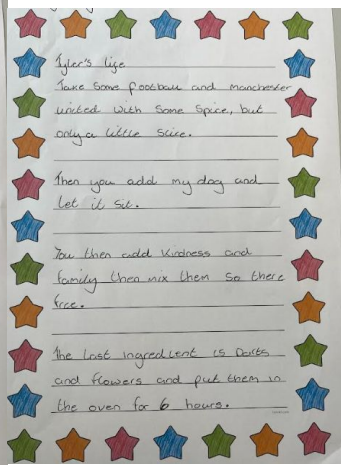 Tyler's life
Take some football and manchester
united with some spice, but
only a little slice.
Then you add my dog and
let it sit.
You then add kindness and
family then mix them so there
free.
The last ingredient is Darts
and flowers and put them in
the oven for 6 hours.